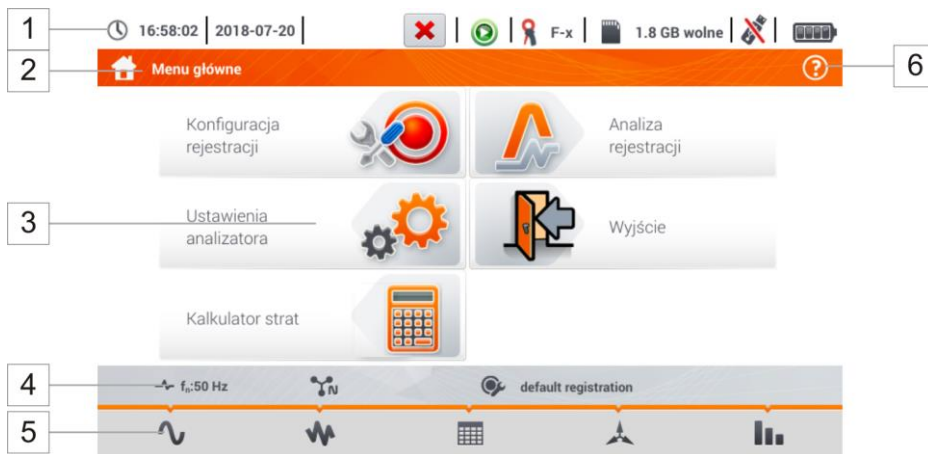 1
16:58:02 2018-07-20 F-x 1.8 GB wolne
2
Menu główne
?
6
Konfiguracja
rejestracji
Analiza
rejestracji
3
Ustawienia
analizatora
Wyjście
Kalkulator strat
4
fn:50 Hz
N
default registration
5